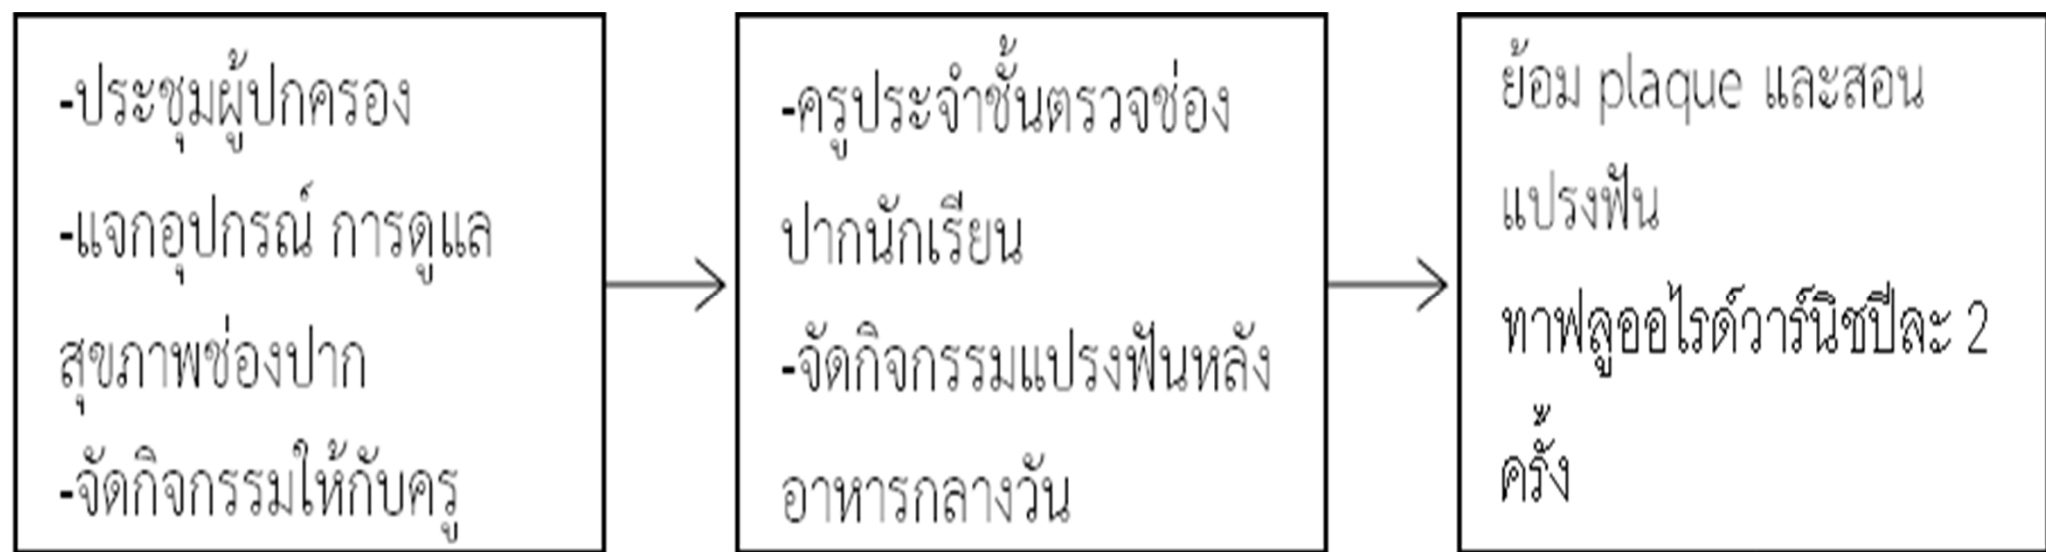 -ประชุมผู้ปกครอง
-แจกอุปกรณ์ การดูแล
สุขภาพช่องปาก
-จัดกิจกรรมให้กับครู
-ครูประจำชั้นตรวจช่อง
ปากนักเรียน
-จัดกิจกรรมแปรงฟันหลัง
อาหารกลางวัน
ย้อม plaque และสอน
แปรงฟัน
ทาฟลูออไรด์วาร์นิชปีละ 2
ครั้ง